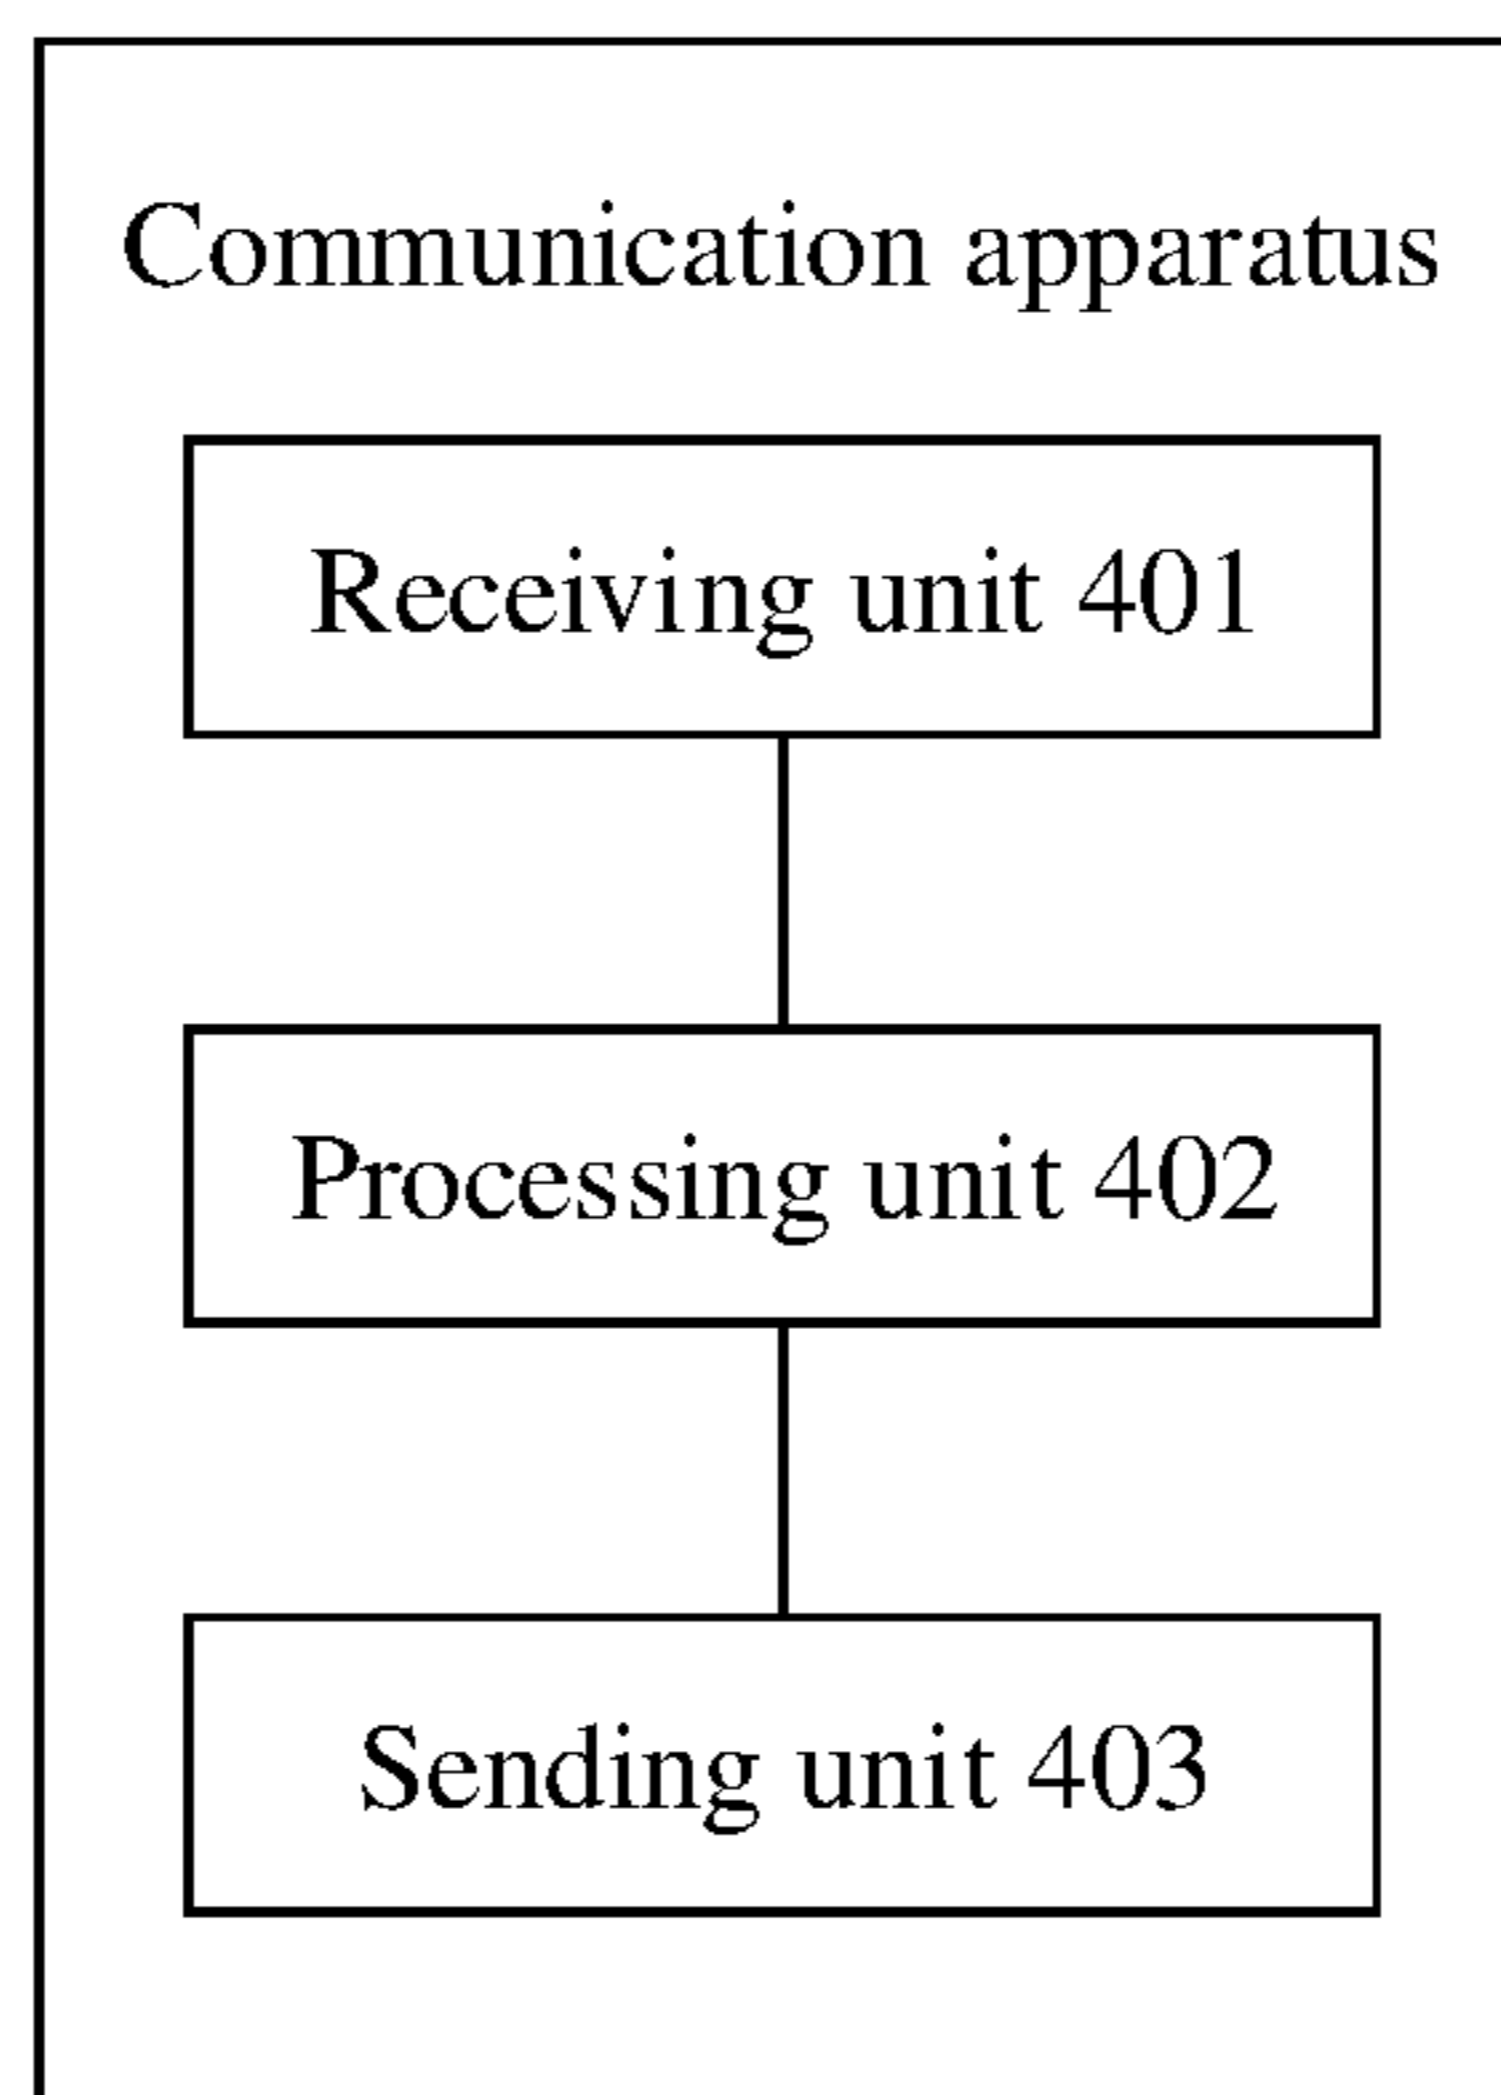 Communication apparatus
Receiving unit 401
Processing unit 402
Sending unit 403